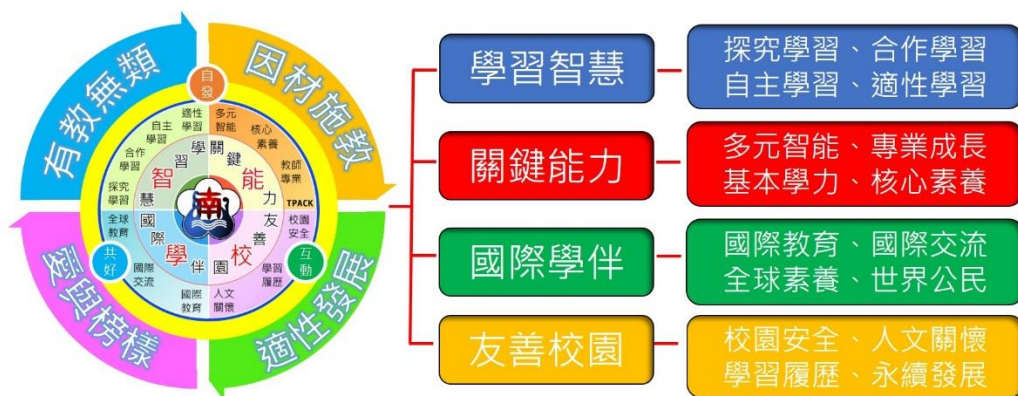 有教無類
因材施教
適性發展
愛與榜樣
自發
互動
共好
適性
學習
自主
學習
合作
學習
探究
學習
多元
智能
核心
素養
教師
專業
TPACK
校園
安全
學習
履歷
人文
關懷
國際
教育
國際
交流
全球
教育
學習智慧
關鍵能力
友善校園
國際學伴
南
學習智慧
探究學習、合作學習
自主學習、適性學習
關鍵能力
多元智能、專業成長
基本學力、核心素養
國際學伴
國際教育、國際交流
全球素養、世界公民
友善校園
校園安全、人文關懷
學習履歷、永續發展